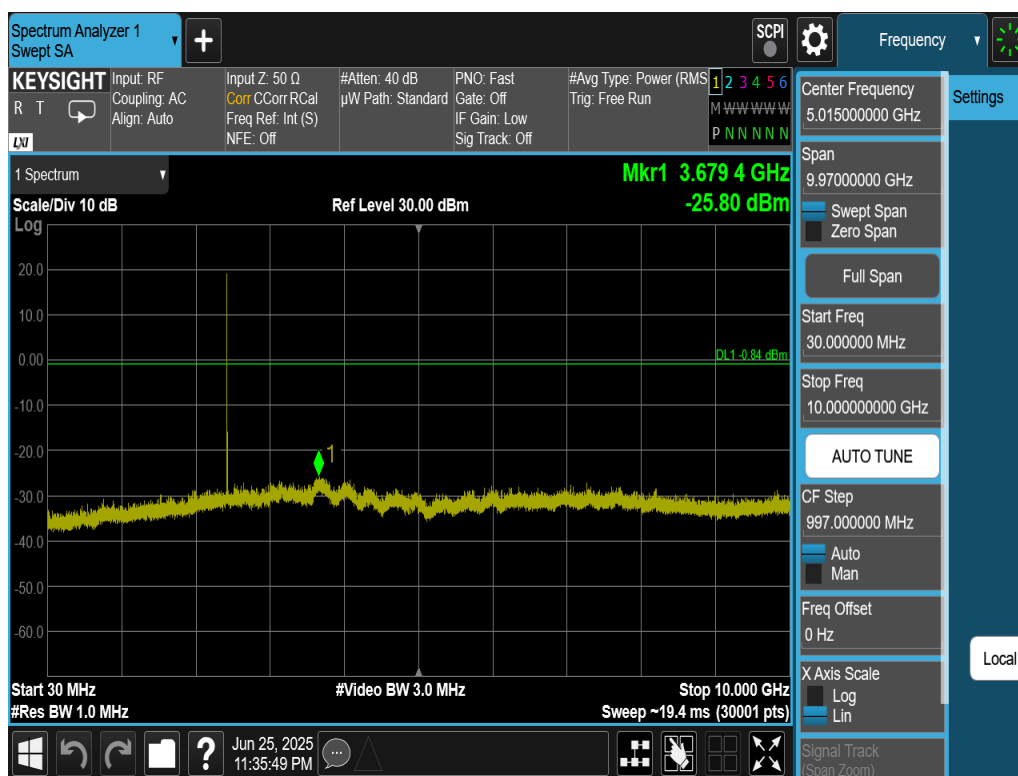 Spectrum Analyzer 1
Swept SA
+
SCPI
Frequency
KEYSIGHT
R T
LXI
Input: RF
Coupling: AC
Align: Auto
Input Z: 50 Ω
Corr CCorr RCal
Freq Ref: Int (S)
NFE: Off
#Atten: 40 dB
µW Path: Standard
PNO: Fast
Gate: Off
IF Gain: Low
Sig Track: Off
#Avg Type: Power (RMS
Trig: Free Run
1 2 3 4 5 6
M W W W W W
P N N N N N
1 Spectrum
Scale/Div 10 dB
Ref Level 30.00 dBm
Mkr1 3.679 4 GHz
-25.80 dBm
Log
20.0
10.0
0.00
-10.0
-20.0
-30.0
-40.0
-50.0
-60.0
DL1 -0.84 dBm
1
Start 30 MHz
#Video BW 3.0 MHz
Stop 10.000 GHz
#Res BW 1.0 MHz
Sweep ~19.4 ms (30001 pts)
?
Jun 25, 2025
11:35:49 PM
Center Frequency
5.015000000 GHz
Span
9.97000000 GHz
Swept Span
Zero Span
Full Span
Start Freq
30.000000 MHz
Stop Freq
10.000000000 GHz
AUTO TUNE
CF Step
997.000000 MHz
Auto
Man
Freq Offset
0 Hz
X Axis Scale
Log
Lin
Signal Track
(Span Zoom)
Settings
Local